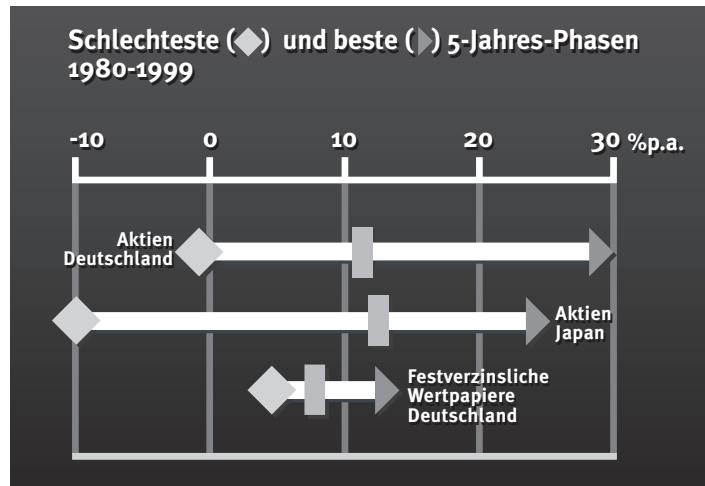 Schlechteste (◆) und beste (▶) 5-Jahres-Phasen
1980-1999
-10 0 10 20 30 %p.a.
Aktien
Deutschland
Aktien
Japan
Festverzinsliche
Wertpapiere
Deutschland